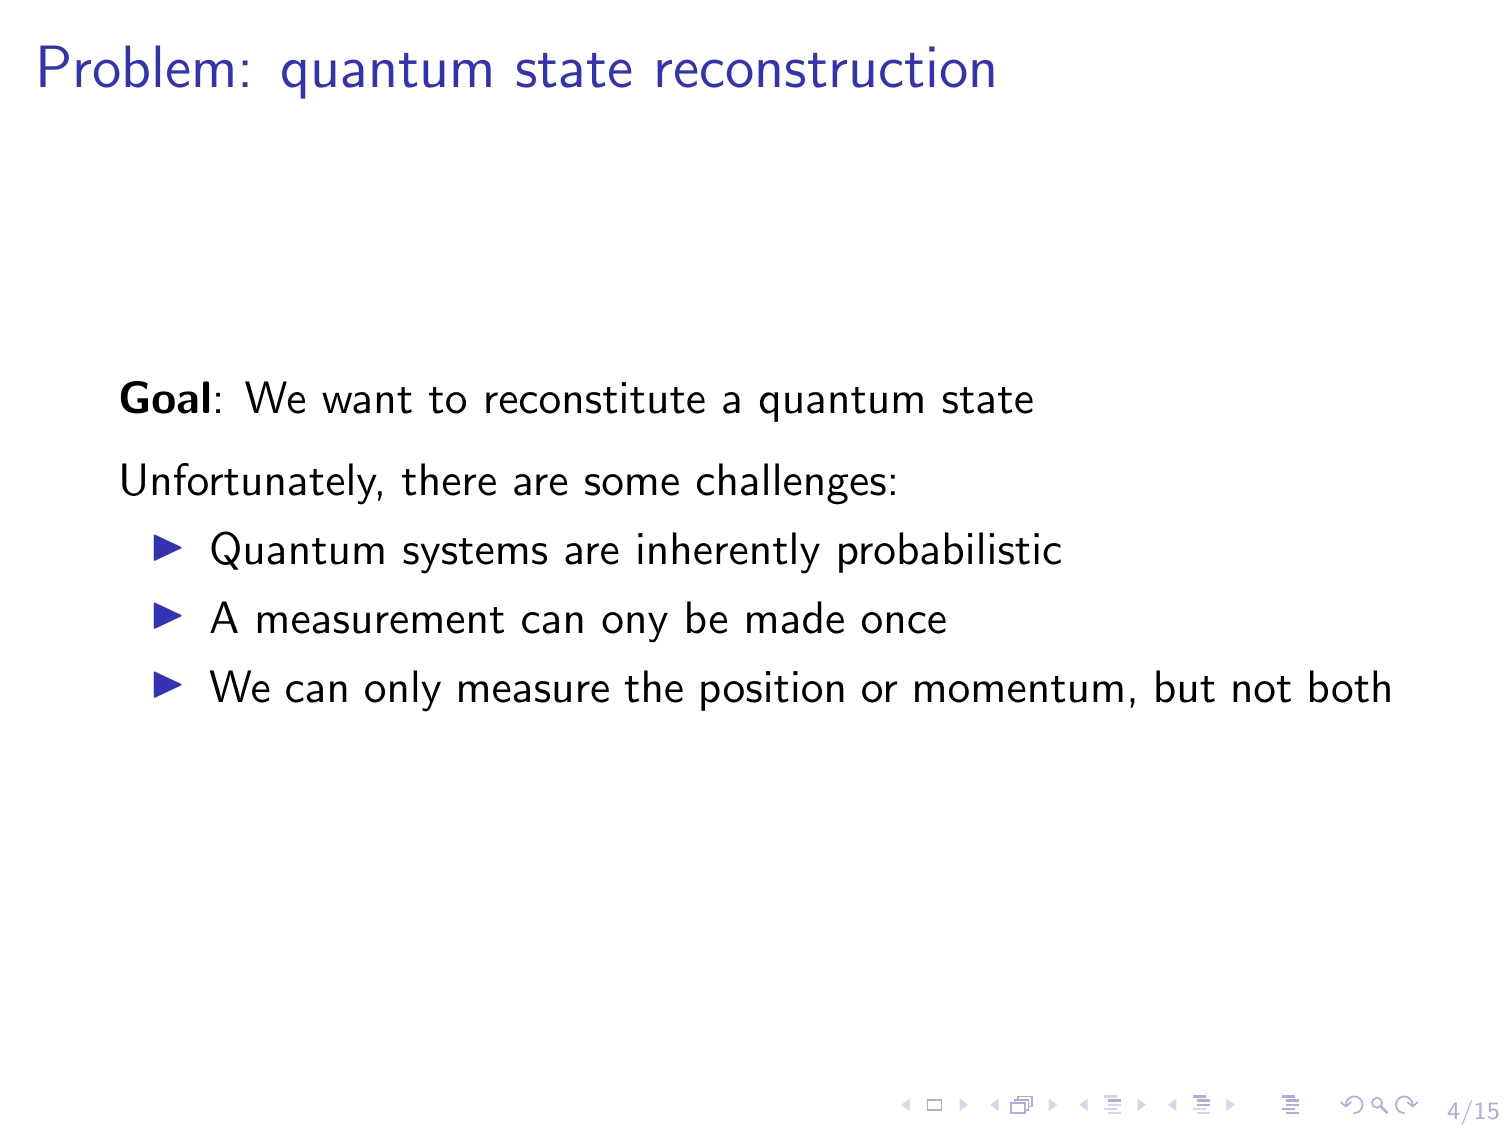 Problem: quantum state reconstruction
Goal: We want to reconstitute a quantum state
Unfortunately, there are some challenges:
Quantum systems are inherently probabilistic
A measurement can ony be made once
We can only measure the position or momentum, but not both
4/15